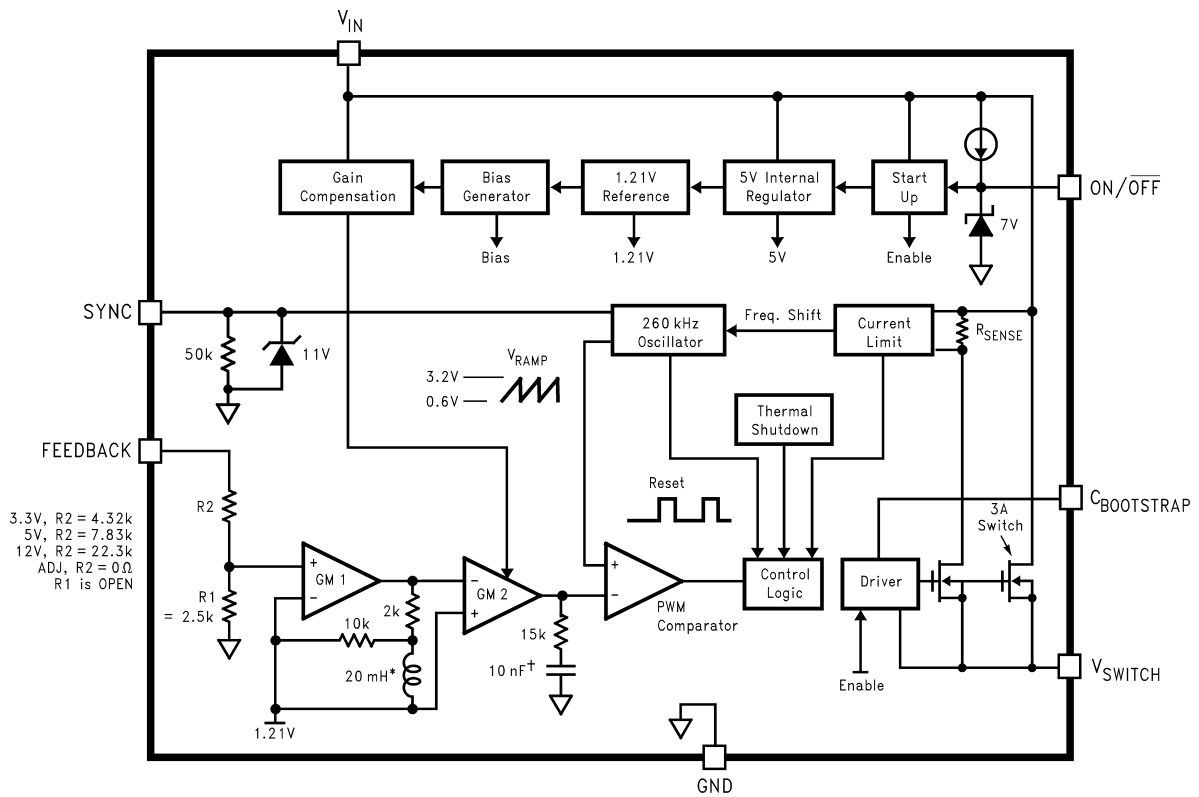 VIN
Gain
Compensation
Bias
Generator
1.21V
Reference
5V Internal
Regulator
Start
Up
ON/OFF
7V
Bias
1.21V
5V
Enable
SYNC
50k
11V
260 kHz
Oscillator
Freq. Shift
Current
Limit
RSENSE
VRAMP
3.2V
0.6V
Thermal
Shutdown
FEEDBACK
Reset
R2
3.3V, R2 = 4.32k
5V, R2 = 7.83k
12V, R2 = 22.3k
ADJ, R2 = 0Ω
R1 is OPEN
CBOOTSTRAP
3A
Switch
+
−
GM 1
−
+
GM 2
+
−
PWM
Comparator
Control
Logic
Driver
R1
= 2.5k
10k
2k
20 mH*
15k
10 nF†
1.21V
Enable
VSWITCH
GND